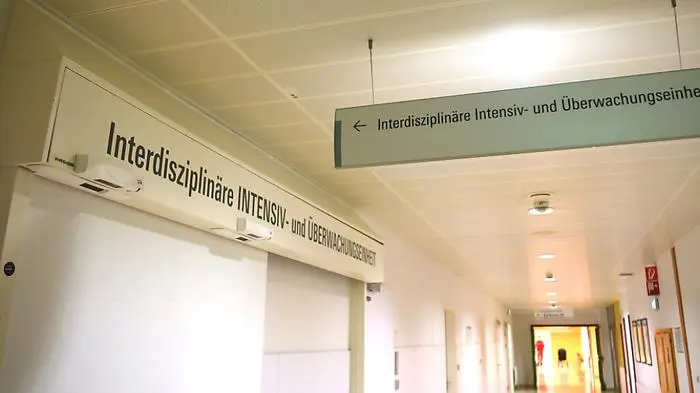 Interdisziplinäre INTENSIV- und ÜBERWACHUNGSEINHEIT
← Interdisziplinäre Intensiv- und Überwachungseinhe